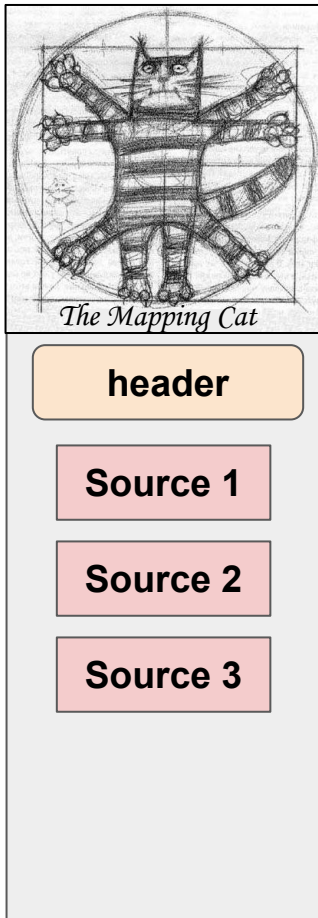 The Mapping Cat
header
Source 1
Source 2
Source 3